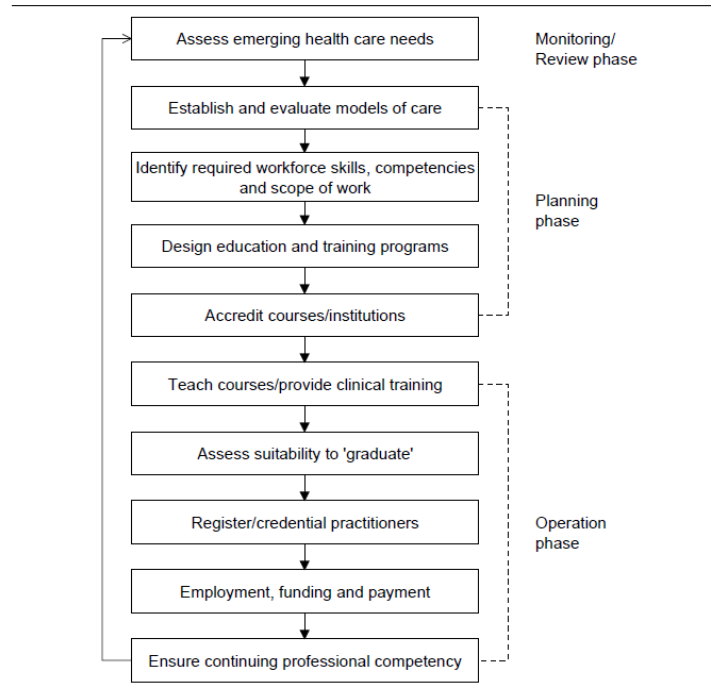 Assess emerging health care needs
Monitoring/
Review phase
Establish and evaluate models of care
Identify required workforce skills, competencies
and scope of work
Planning
phase
Design education and training programs
Accredit courses/institutions
Teach courses/provide clinical training
Assess suitability to 'graduate'
Register/credential practitioners
Operation
phase
Employment, funding and payment
Ensure continuing professional competency